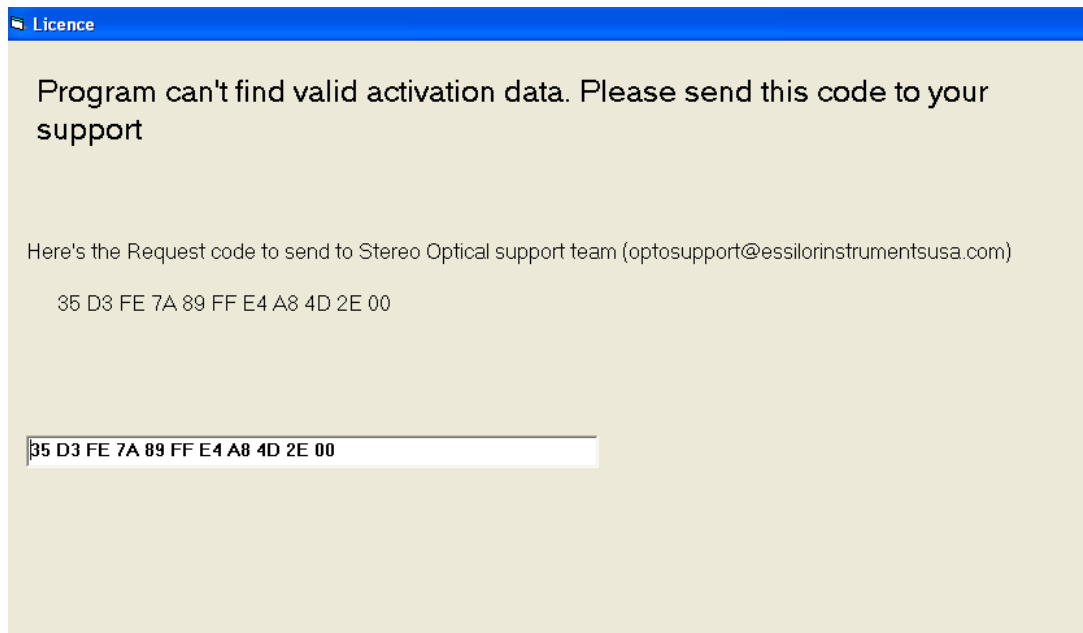 Licence
Program can't find valid activation data. Please send this code to your
support
Here's the Request code to send to Stereo Optical support team (optosupport@essilorinstrumentsusa.com)
35 D3 FE 7A 89 FF E4 A8 4D 2E 00
35 D3 FE 7A 89 FF E4 A8 4D 2E 00